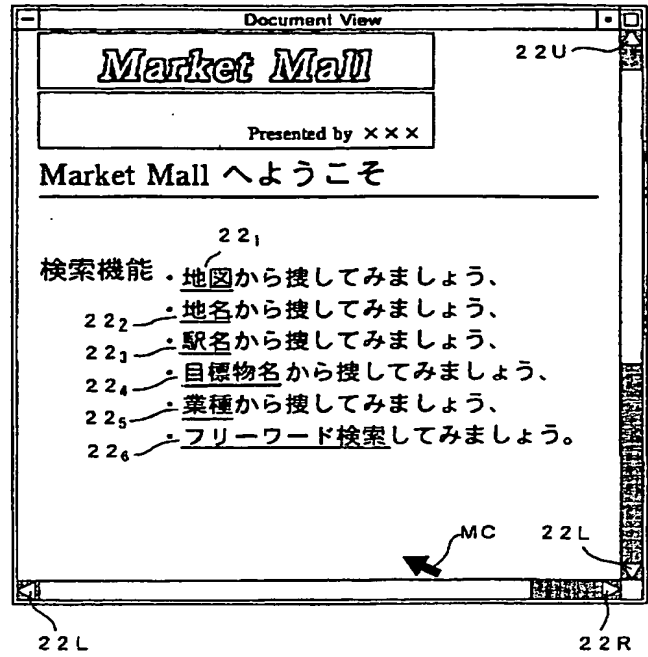 Document View
Market Mall
22U
Presented by ×××
Market Mall へようこそ
22₁
検索機能 ・地図から捜してみましょう、
22₂ ・地名から捜してみましょう、
22₃ ・駅名から捜してみましょう、
22₄ ・目標物名から捜してみましょう、
22₅ ・業種から捜してみましょう、
22₆ ・フリーワード検索してみましょう。
MC 22L
22L 22R